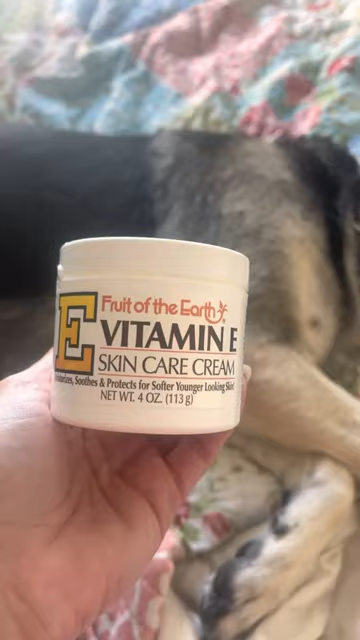 E
Fruit of the Earth
VITAMIN E
SKIN CARE CREAM
Soothes & Protects for Softer Younger Looking Skin!
NET WT. 4 OZ. (113 g)